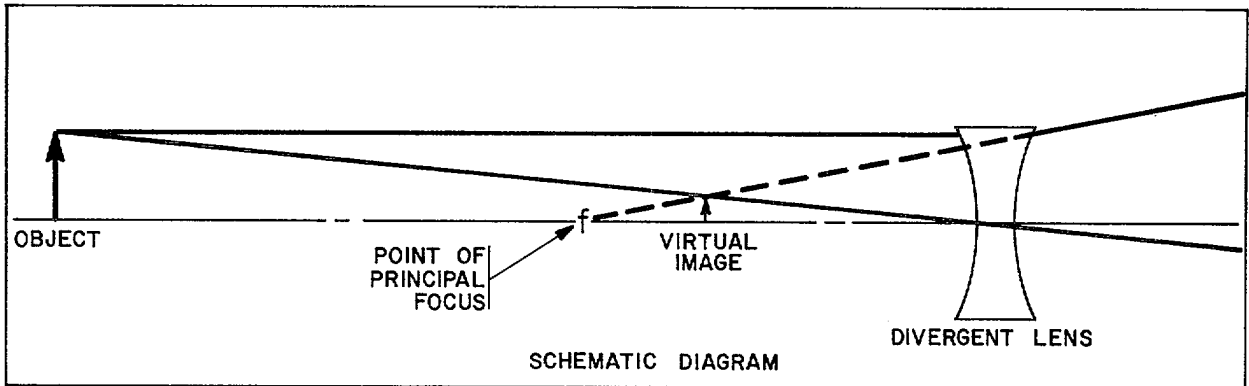 OBJECT
f
POINT OF
PRINCIPAL
FOCUS
VIRTUAL
IMAGE
DIVERGENT LENS
SCHEMATIC DIAGRAM